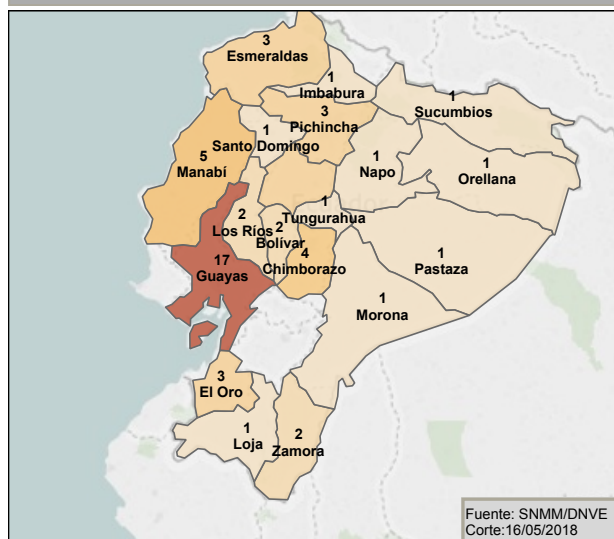 3
Esmeraldas
1
Imbabura
1
Sucumbios
3
Pichincha
1
Santo Domingo
5
Manabí
1
Napo
1
Orellana
1
Tungurahua
2
Los Ríos
2
Bolívar
4
Chimborazo
17
Guayas
1
Pastaza
1
Morona
3
El Oro
1
Loja
2
Zamora
Fuente: SNMM/DNVE
Corte:16/05/2018